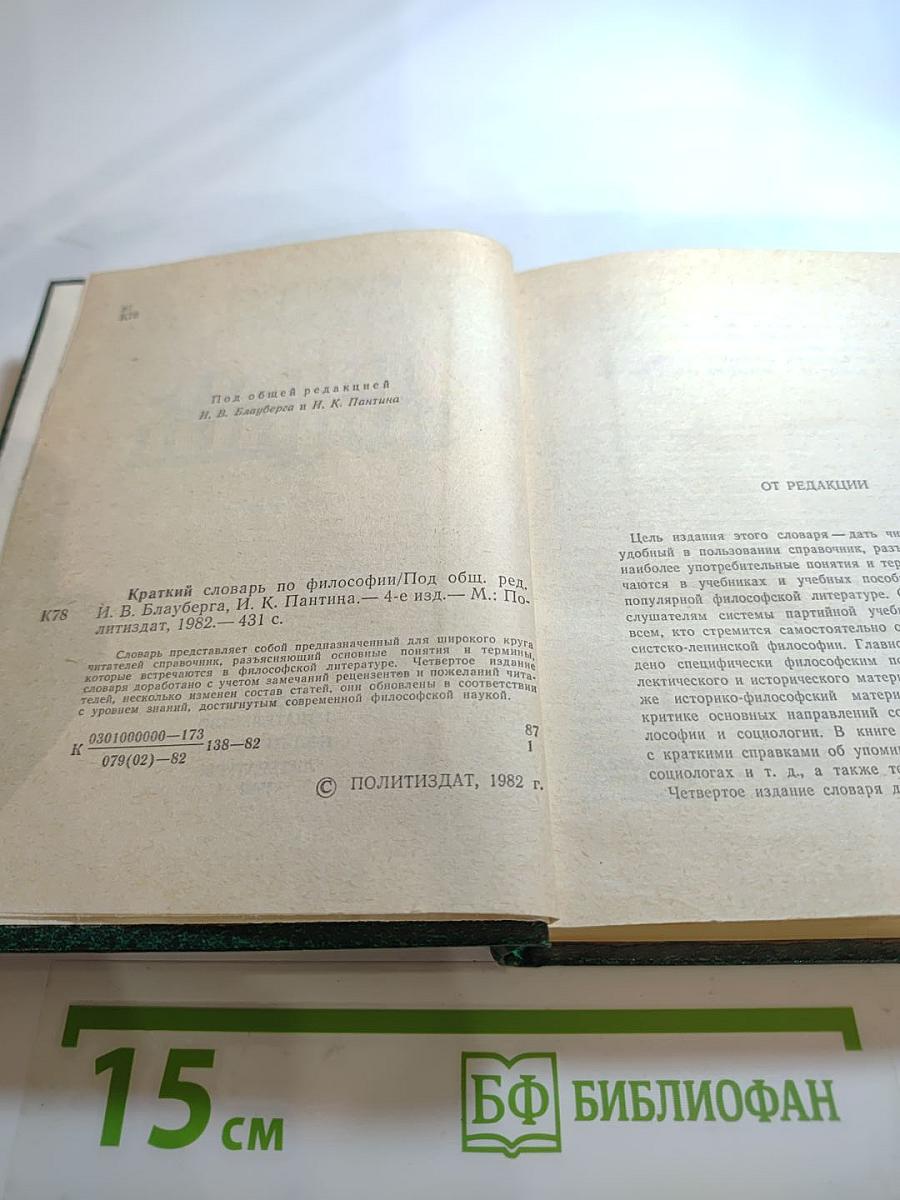 К78
Под общей редакцией
И. В. Блауберга и И. К. Пантина
К78
Краткий словарь по философии/Под общ. ред.
И. В. Блауберга, И. К. Пантина.— 4-е изд.— М.: По-
литиздат, 1982.— 431 с.
Словарь представляет собой предназначенный для широкого круга
читателей справочник, разъясняющий основные понятия и термины,
которые встречаются в философской литературе. Четвертое издание
словаря доработано с учетом замечаний рецензентов и пожеланий чита-
телей, несколько изменен состав статей, они обновлены в соответствии
с уровнем знаний, достигнутым современной философской наукой.
К 0301000000—173 138—82 87
079(02)—82 1
© ПОЛИТИЗДАТ, 1982 г.
ОТ РЕДАКЦИИ
Цель издания этого словаря — дать
удобный в пользовании справочник,
наиболее употребительные понятия и
чаются в учебниках и учебных
популярной философской литературе.
слушателям системы партийной
всем, кто стремится самостоятельно
систско-ленинской философии.
дено специфически философским
лектического и исторического
же историко-философский
критике основных направлений
лософии и социологии. В книге
с краткими справками об
социологах и т. д., а также
Четвертое издание словаря
15 см
БФ БИБЛИОФАН